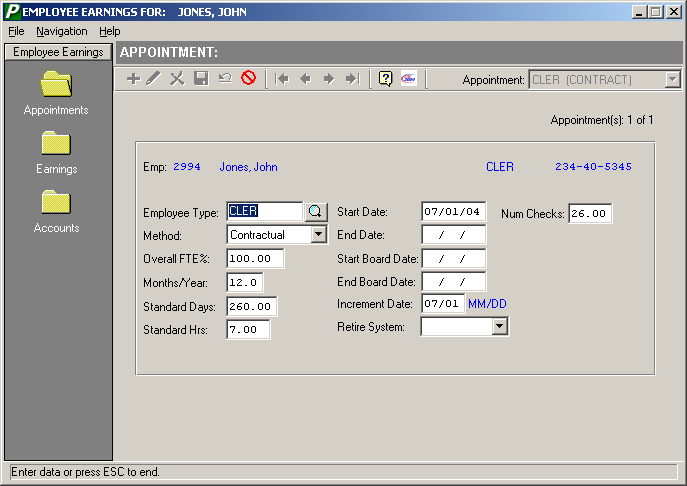 P EMPLOYEE EARNINGS FOR: JONES, JOHN
File Navigation Help
Employee Earnings
APPOINTMENT:
Appointment: CLER (CONTRACT)
Appointments
Earnings
Accounts
Appointment(s): 1 of 1
Emp: 2994 Jones, John CLER 234-40-5345
Employee Type: CLER Start Date: 07/01/04 Num Checks: 26.00
Method: Contractual End Date: / /
Overall FTE%: 100.00 Start Board Date: / /
Months/Year: 12.0 End Board Date: / /
Standard Days: 260.00 Increment Date: 07/01 MM/DD
Standard Hrs: 7.00 Retire System:
Enter data or press ESC to end.